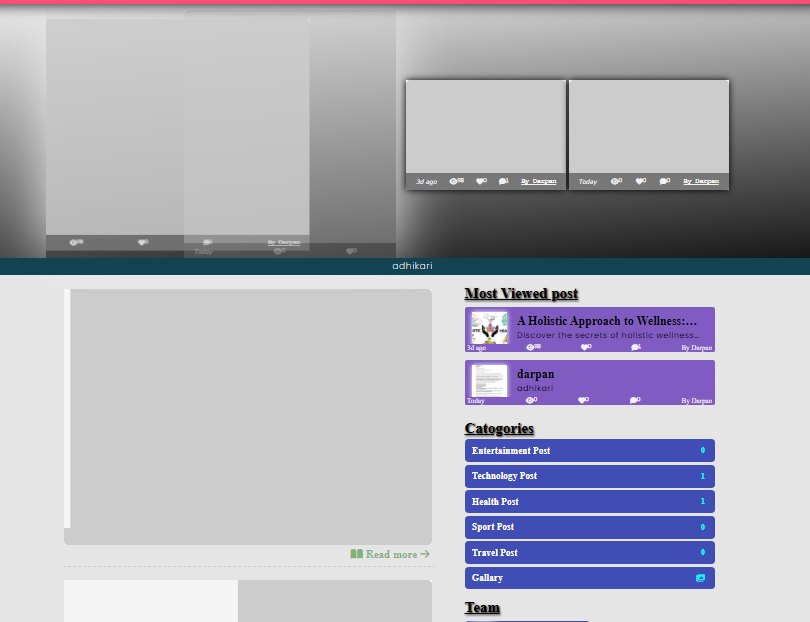 3d ago 98 0 1 By Darpan
Today 0 0 0 By Darpan
98 0 By Darpan
Today 0 0
adhikari
Read more
Most Viewed post
A Holistic Approach to Wellness:...
Discover the secrets of holistic wellness...
3d ago 98 0 1 By Darpan
darpan
adhikari
Today 0 0 0 By Darpan
Catogories
Entertainment Post 0
Technology Post 1
Health Post 1
Sport Post 0
Travel Post 0
Gallary
Team